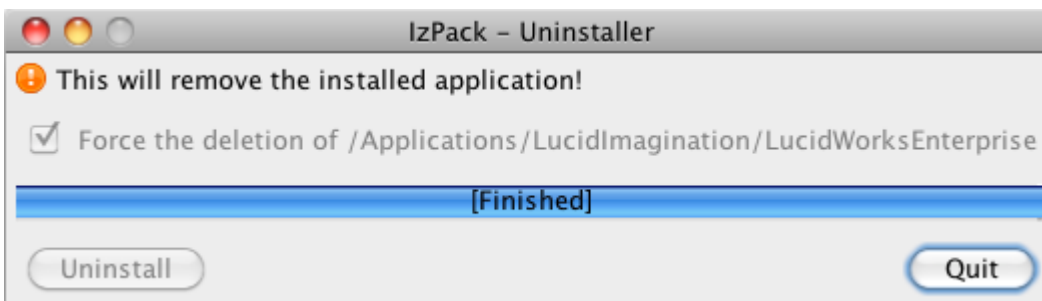 IzPack – Uninstaller
This will remove the installed application!
Force the deletion of /Applications/LucidImagination/LucidWorksEnterprise
[Finished]
Uninstall
Quit